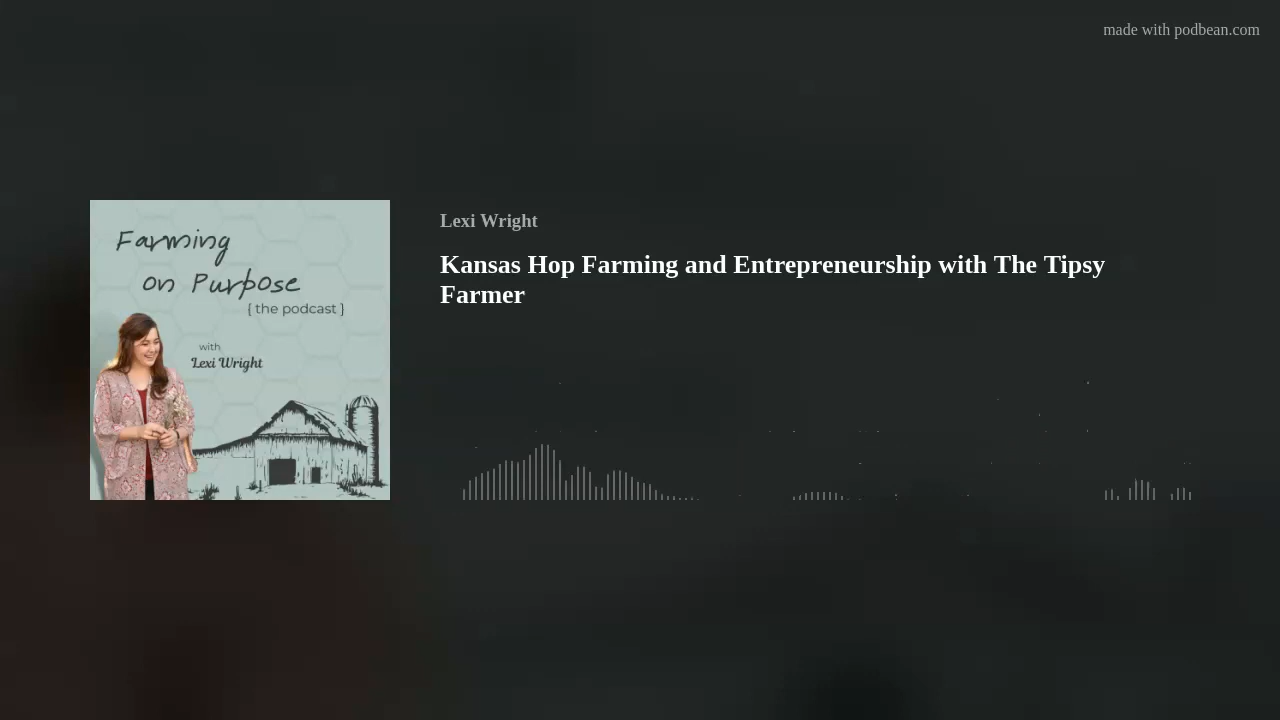 made with podbean.com
Farming
on Purpose
{ the podcast }
with
Lexi Wright
Lexi Wright
Kansas Hop Farming and Entrepreneurship with The Tipsy
Farmer